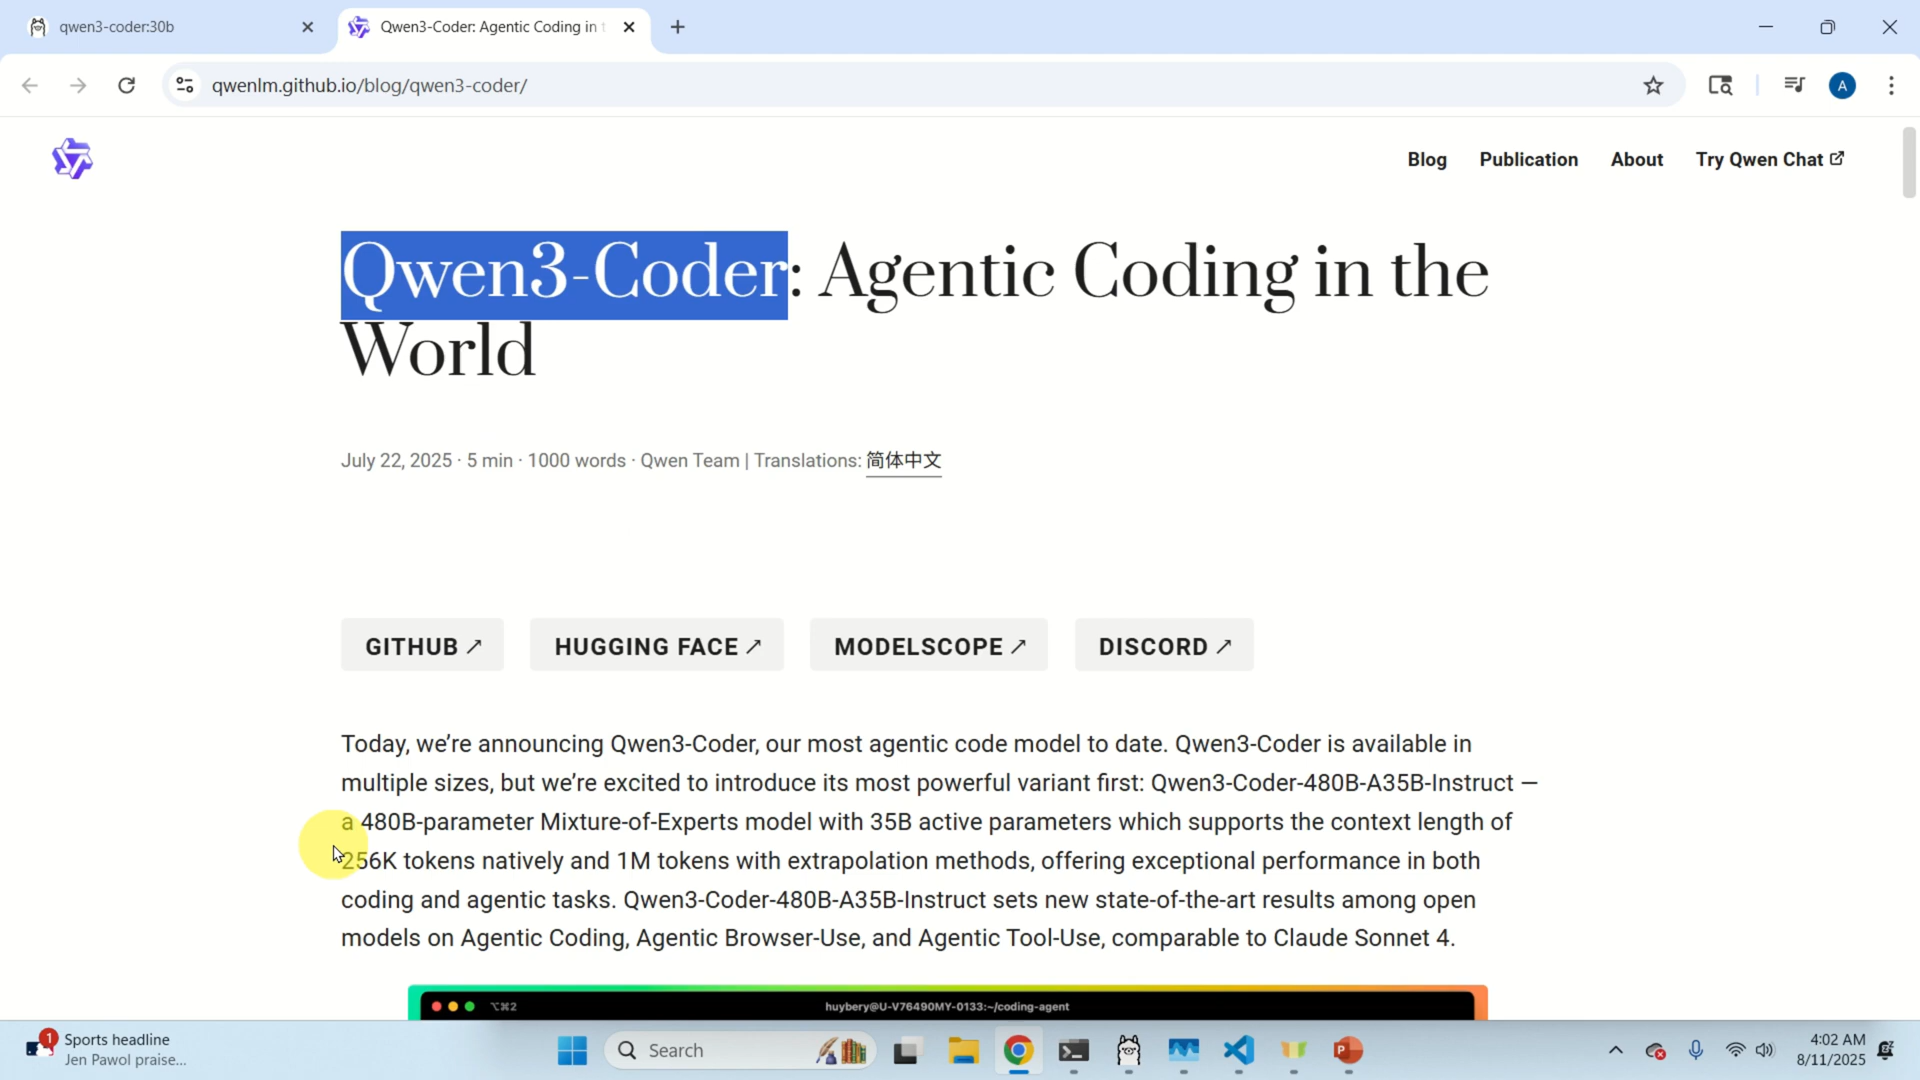 qwen3-coder:30b
Qwen3-Coder: Agentic Coding in
qwenlm.github.io/blog/qwen3-coder/
A
Blog Publication About Try Qwen Chat
Qwen3-Coder: Agentic Coding in the
World
July 22, 2025 · 5 min · 1000 words · Qwen Team | Translations: 简体中文
GITHUB ↗ HUGGING FACE ↗ MODELSCOPE ↗ DISCORD ↗
Today, we’re announcing Qwen3-Coder, our most agentic code model to date. Qwen3-Coder is available in
multiple sizes, but we’re excited to introduce its most powerful variant first: Qwen3-Coder-480B-A35B-Instruct —
a 480B-parameter Mixture-of-Experts model with 35B active parameters which supports the context length of
256K tokens natively and 1M tokens with extrapolation methods, offering exceptional performance in both
coding and agentic tasks. Qwen3-Coder-480B-A35B-Instruct sets new state-of-the-art results among open
models on Agentic Coding, Agentic Browser-Use, and Agentic Tool-Use, comparable to Claude Sonnet 4.
⌥⌘2 huybery@U-V76490MY-0133:~/coding-agent
1
Sports headline
Jen Pawol praise...
Search
4:02 AM
8/11/2025